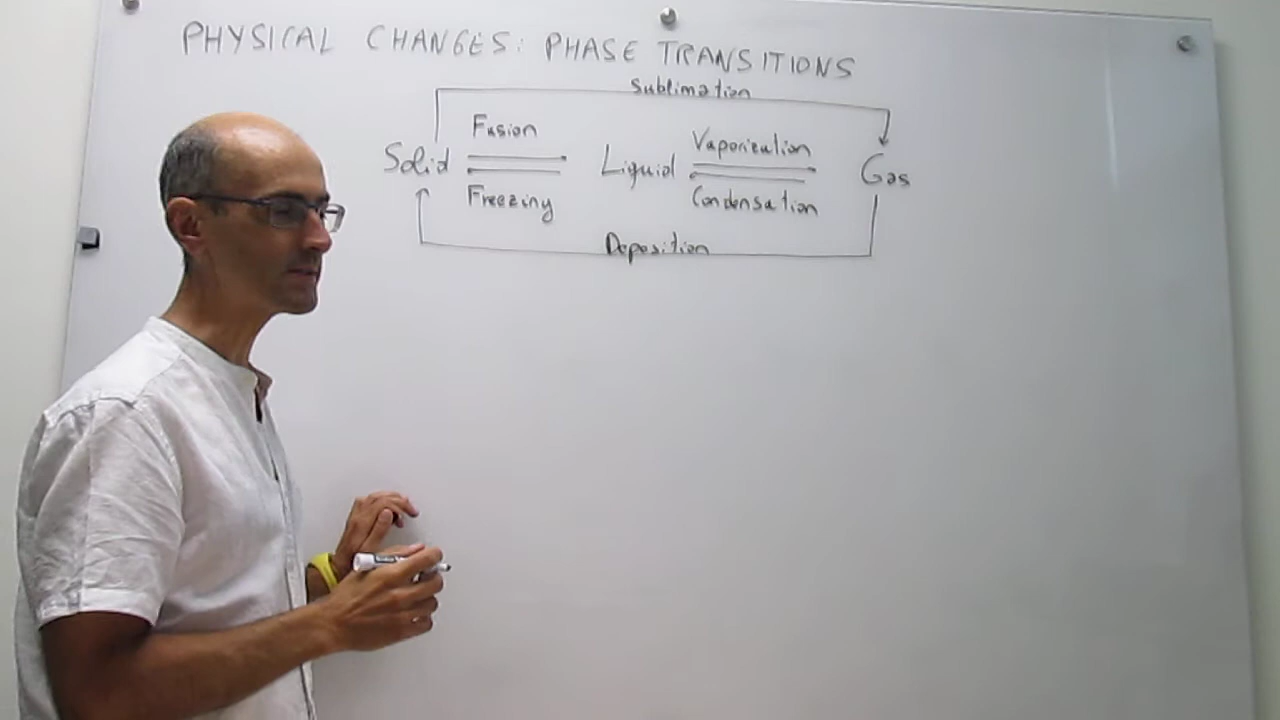 PHYSICAL CHANGES: PHASE TRANSITIONS
Sublimation
Fusion
Vaporization
Solid
Liquid
Gas
Freezing
Condensation
Deposition